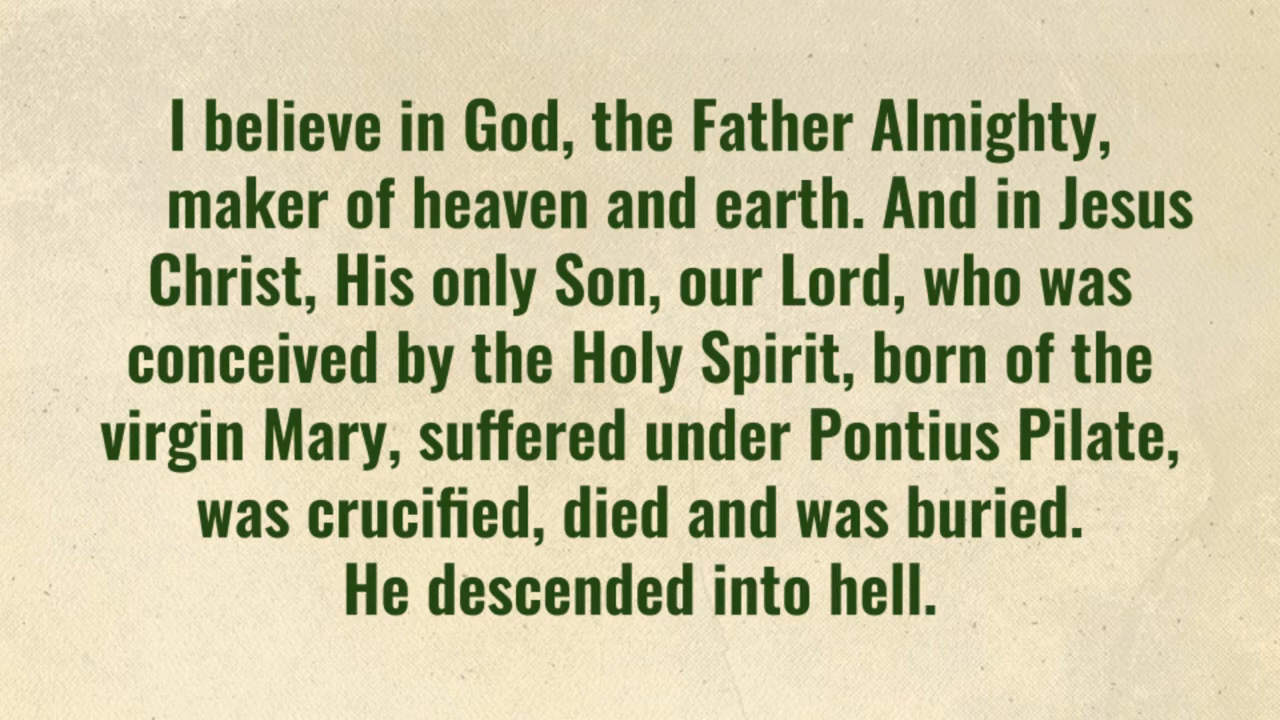 I believe in God, the Father Almighty,
maker of heaven and earth. And in Jesus
Christ, His only Son, our Lord, who was
conceived by the Holy Spirit, born of the
virgin Mary, suffered under Pontius Pilate,
was crucified, died and was buried.
He descended into hell.